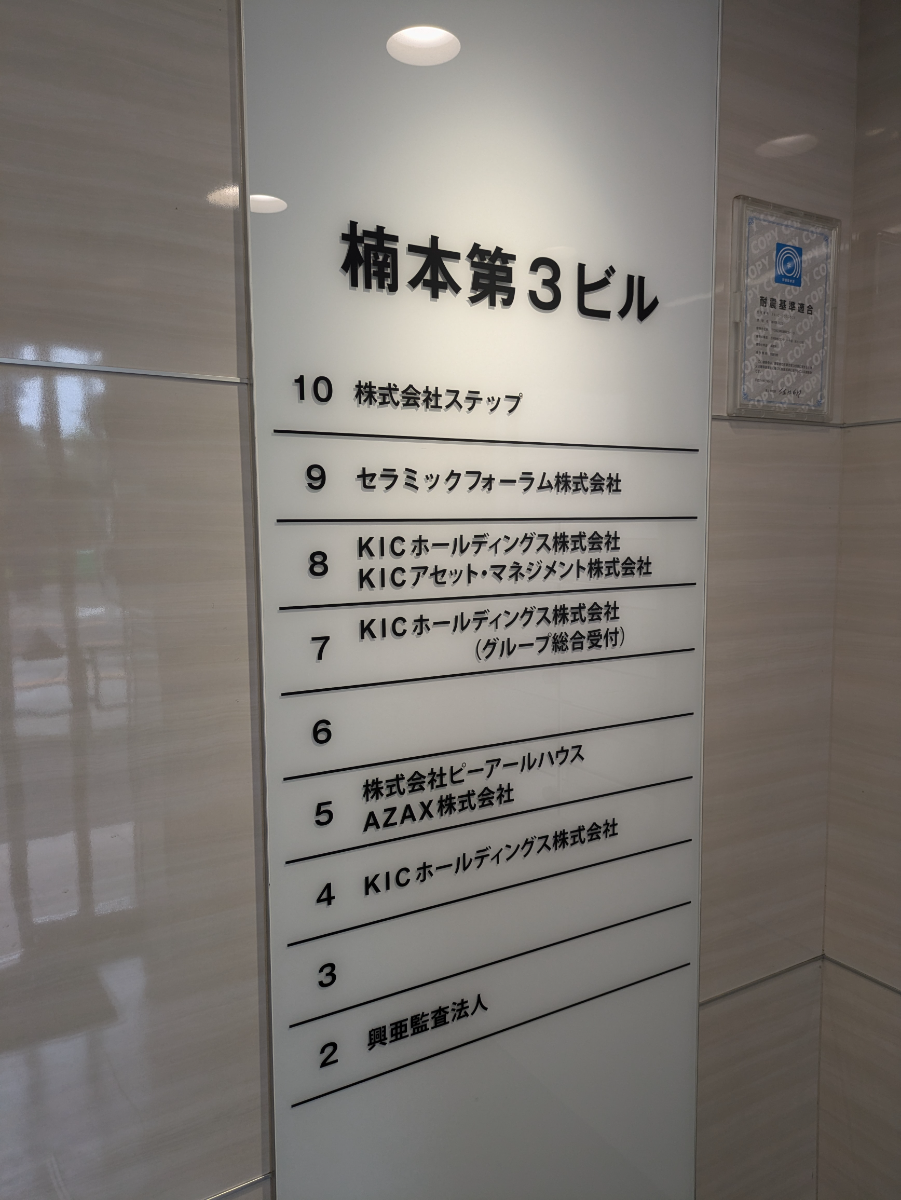 楠本第3ビル
10 株式会社ステップ
9 セラミックフォーラム株式会社
8 KICホールディングス株式会社
KICアセット・マネジメント株式会社
7 KICホールディングス株式会社
(グループ総合受付)
6
5 株式会社ピーアールハウス
AZAX株式会社
4 KICホールディングス株式会社
3
2 興亜監査法人
COPY COPY COPY
耐震基準適合